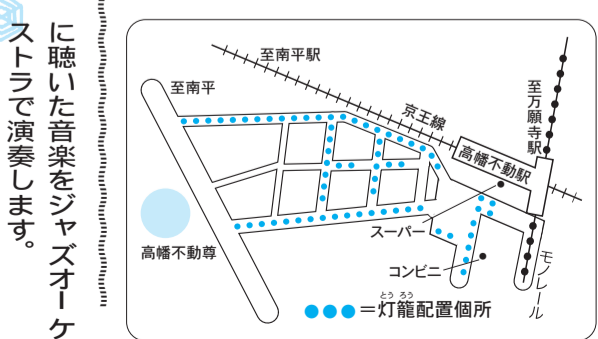 に聴いた音楽をジャズオーケ
ストラで演奏します。
至南平駅
至南平
京王線
至万願寺駅
高幡不動駅
スーパー
高幡不動尊
コンビニ
モノレール
●●●=灯籠配置個所
とうろう